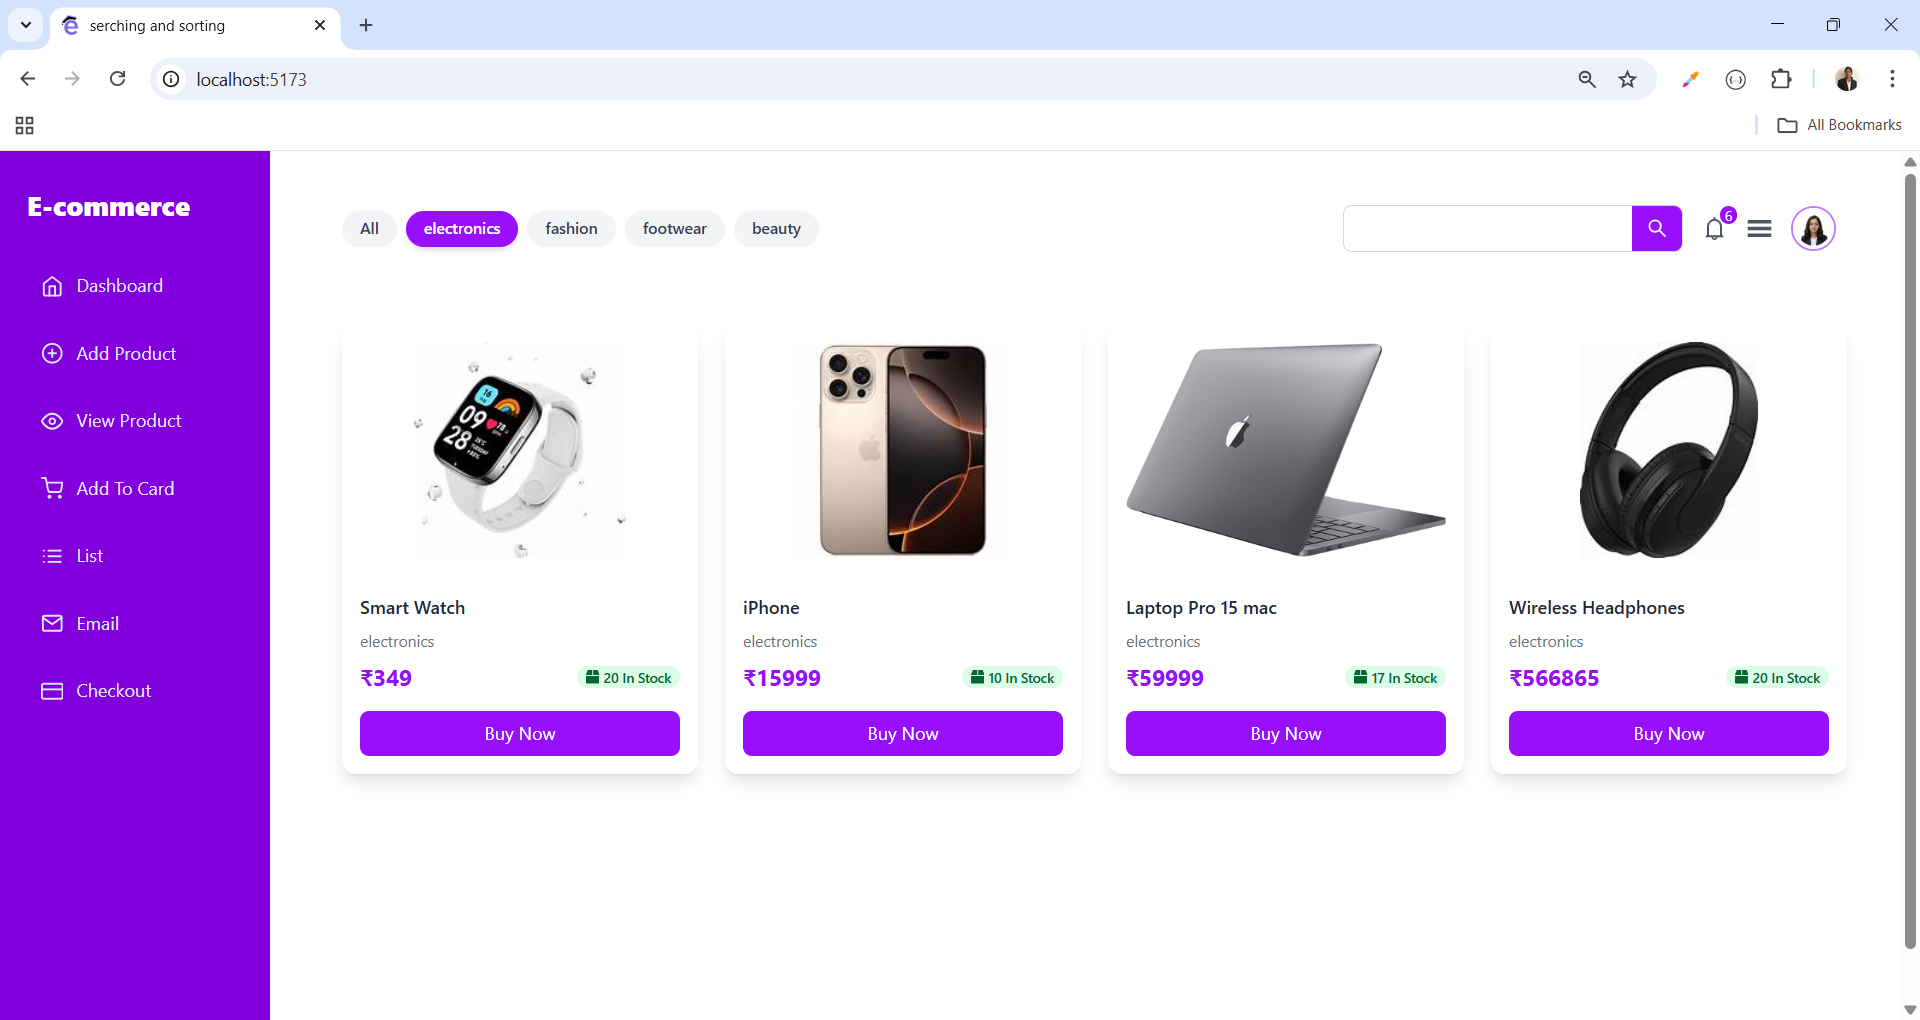 serching and sorting
localhost:5173
All Bookmarks
E-commerce
Dashboard
Add Product
View Product
Add To Card
List
Email
Checkout
All
electronics
fashion
footwear
beauty
6
16
09
28
Smart Watch
electronics
₹349
20 In Stock
Buy Now
iPhone
electronics
₹15999
10 In Stock
Buy Now
Laptop Pro 15 mac
electronics
₹59999
17 In Stock
Buy Now
Wireless Headphones
electronics
₹566865
20 In Stock
Buy Now